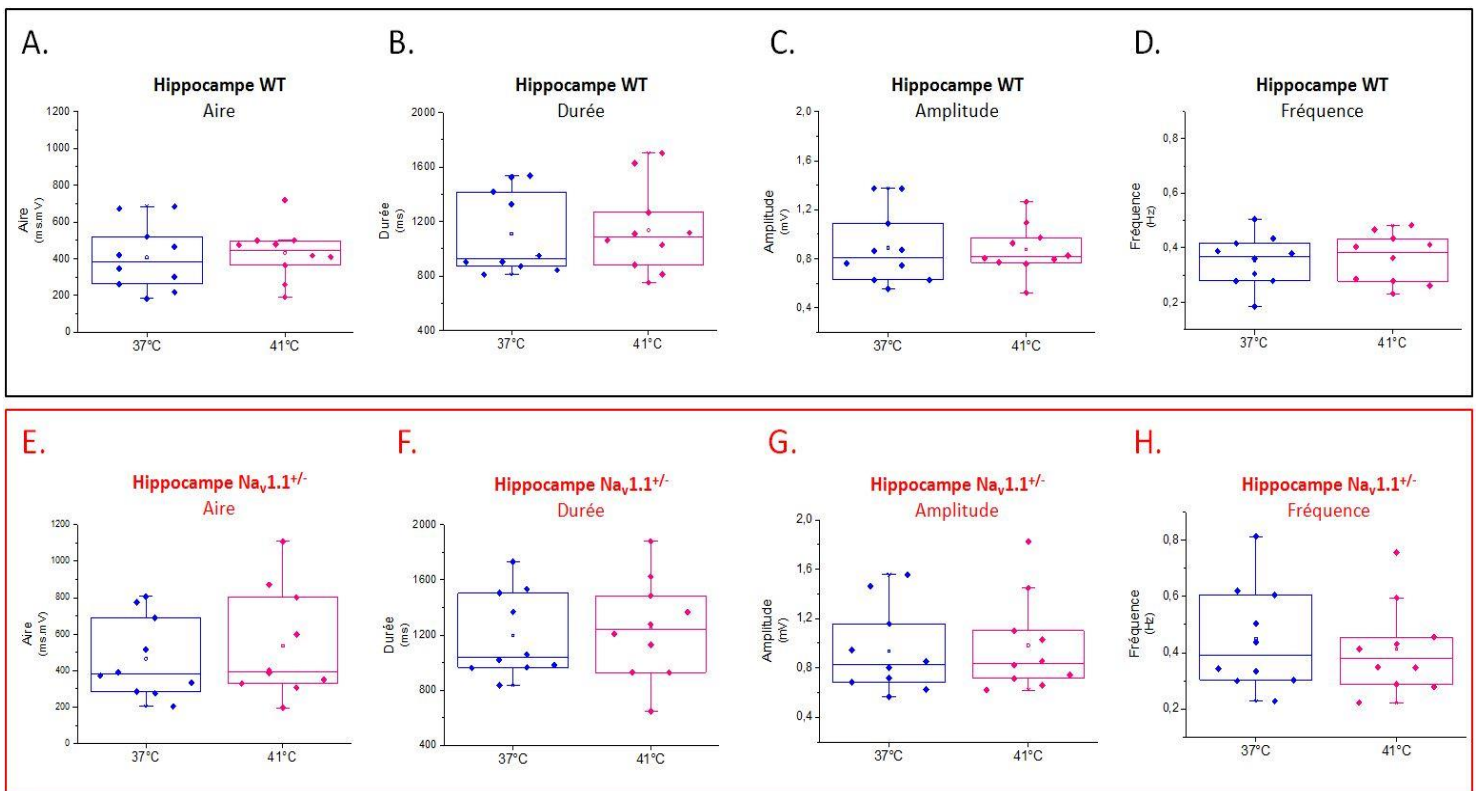 A.
Hippocampe WT
Aire
Aire
(ms.mV)
1200
1000
800
600
400
200
0
37°C
41°C
B.
Hippocampe WT
Durée
Durée
(ms)
2000
1600
1200
800
400
37°C
41°C
C.
Hippocampe WT
Amplitude
Amplitude
(mV)
2,0
1,6
1,2
0,8
0,4
37°C
41°C
D.
Hippocampe WT
Fréquence
Fréquence
(Hz)
0,8
0,6
0,4
0,2
37°C
41°C
E.
Hippocampe Nav1.1+/-
Aire
Aire
(ms.mV)
1200
1000
800
600
400
200
0
37°C
41°C
F.
Hippocampe Nav1.1+/-
Durée
Durée
(ms)
2000
1600
1200
800
400
37°C
41°C
G.
Hippocampe Nav1.1+/-
Amplitude
Amplitude
(mV)
2,0
1,6
1,2
0,8
0,4
37°C
41°C
H.
Hippocampe Nav1.1+/-
Fréquence
Fréquence
(Hz)
0,8
0,6
0,4
0,2
37°C
41°C